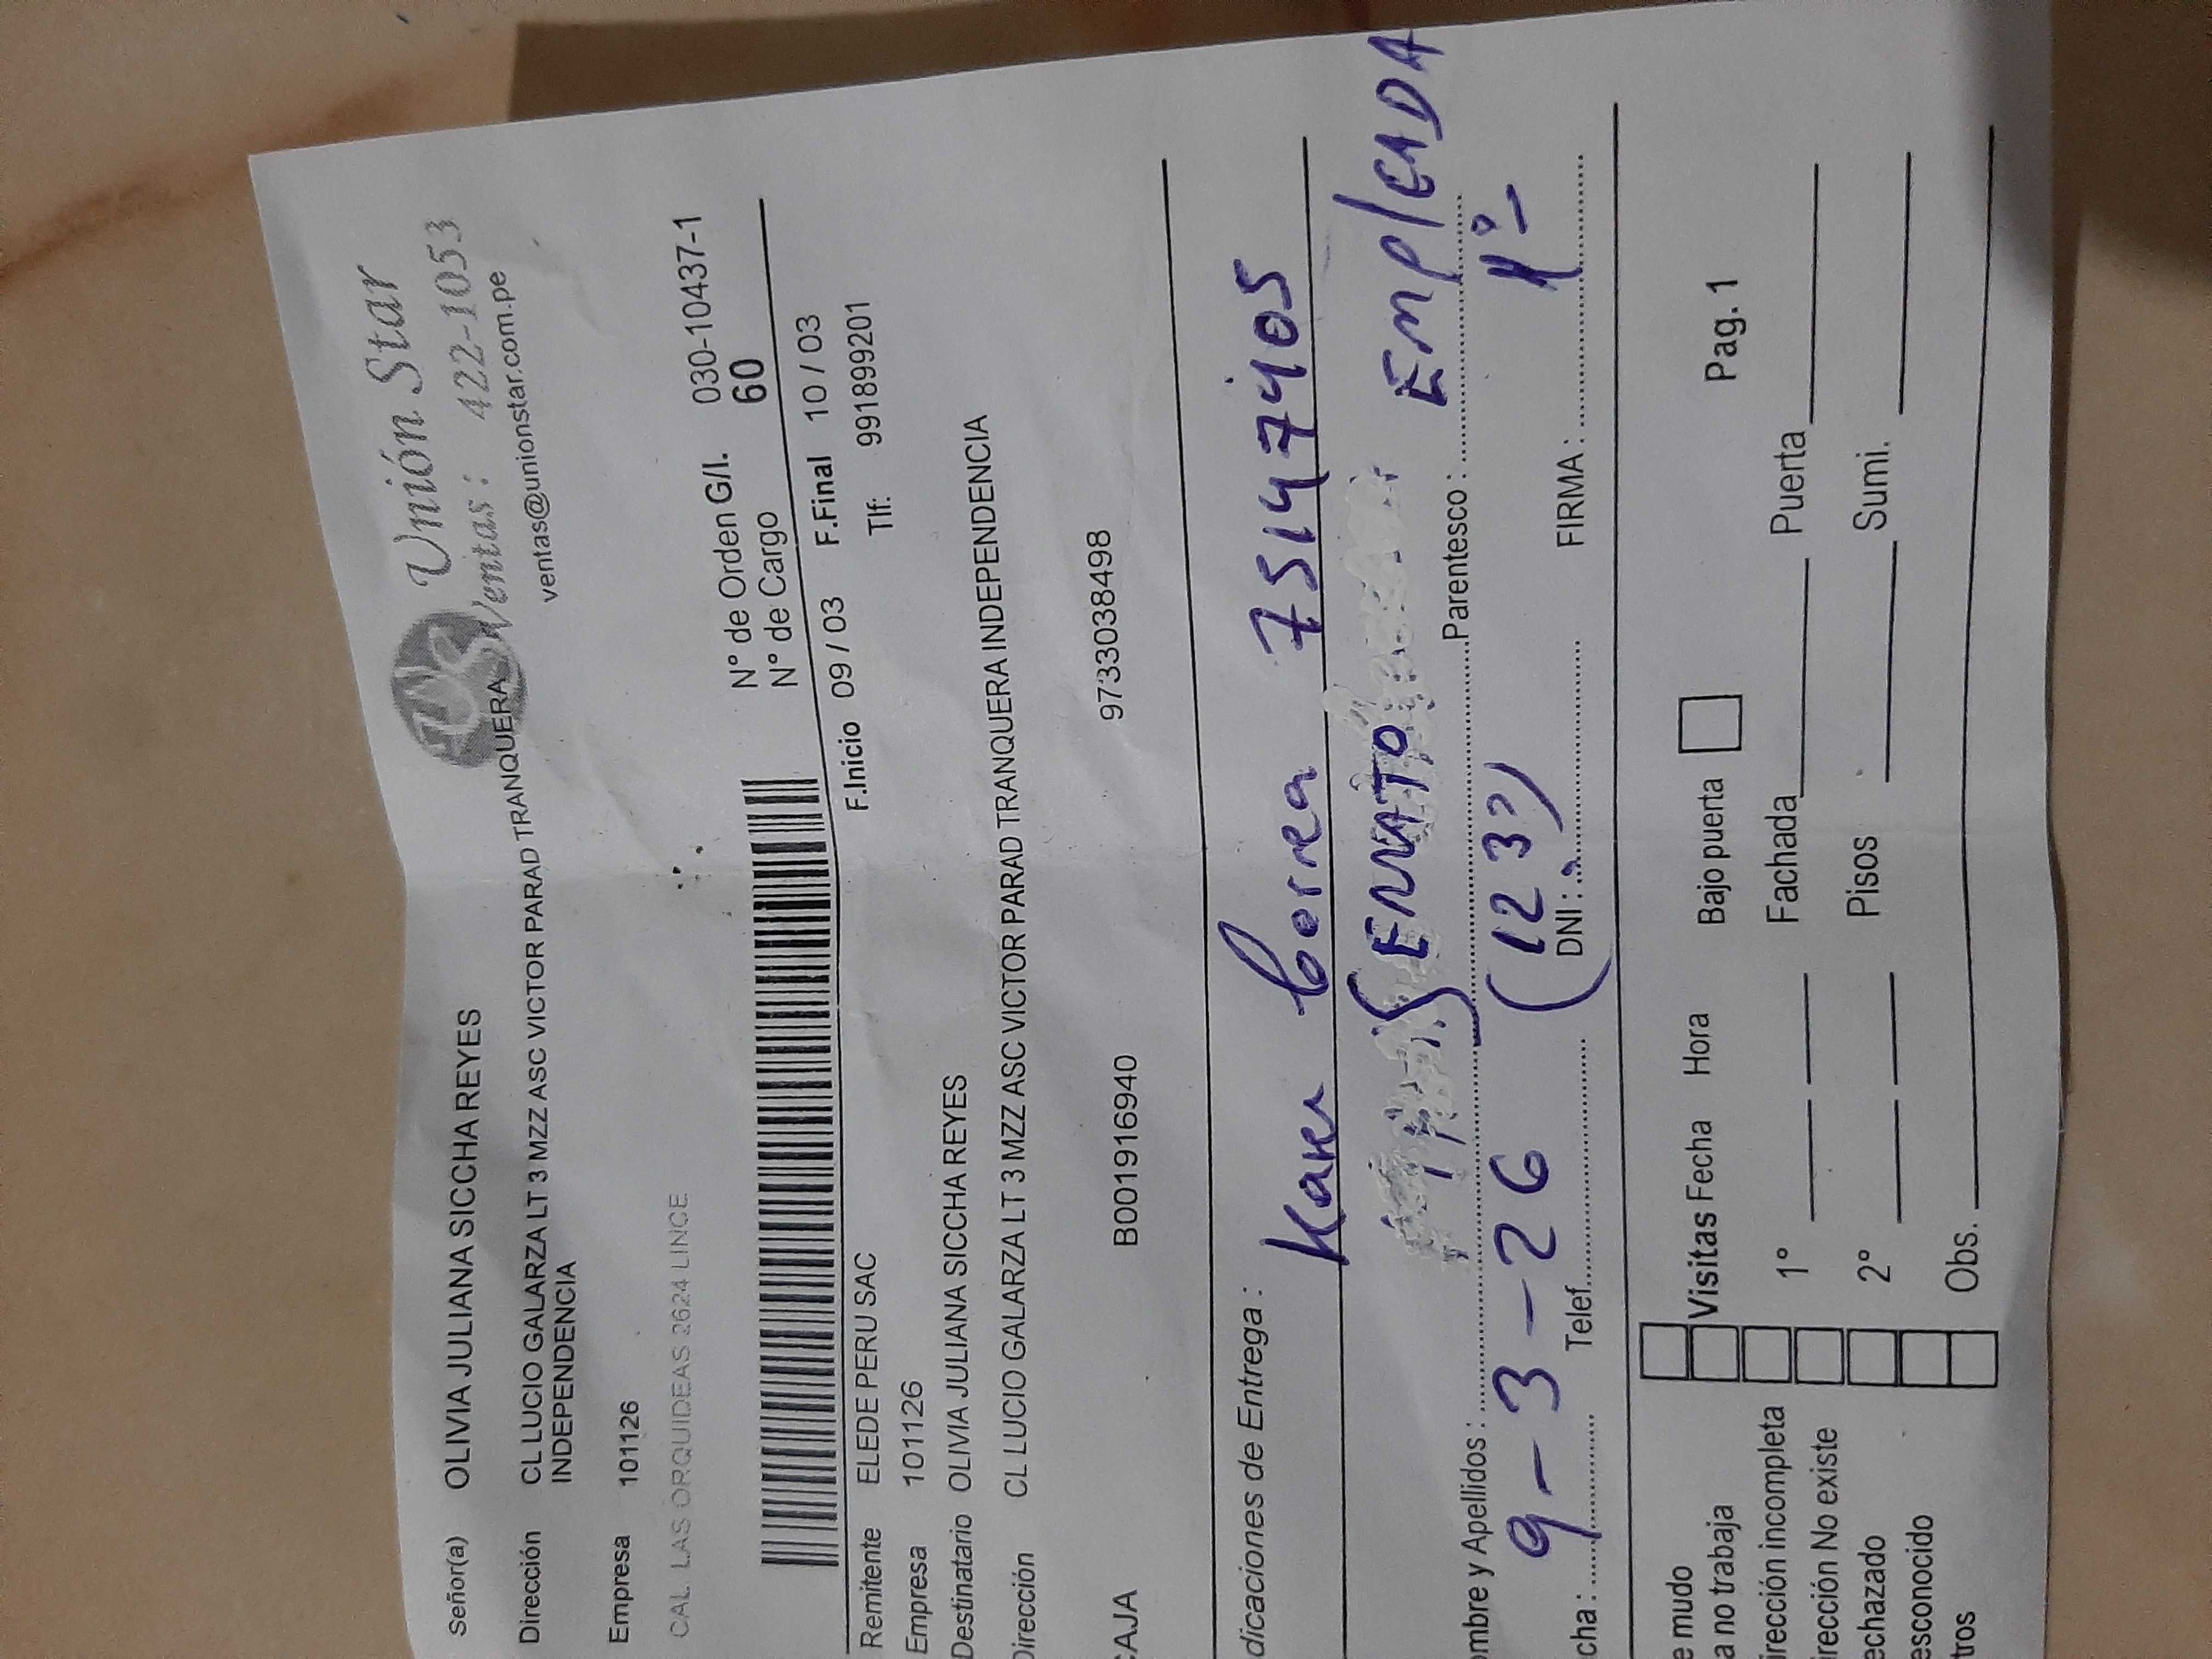 Unión Star
Ventas: 422-1053
ventas@unionstar.com.pe
Señor(a) OLIVIA JULIANA SICCHA REYES
Dirección CL LUCIO GALARZA LT 3 MZZ ASC VICTOR PARAD TRANQUERA
INDEPENDENCIA
Empresa 101126
CAL. LAS ORQUIDEAS 2624 LINCE
N° de Orden G/I. 030-10437-1
N° de Cargo 60
F.Inicio 09 / 03 F.Final 10 / 03
Remitente ELEDE PERU SAC Tlf: 991899201
Empresa 101126
Destinatario OLIVIA JULIANA SICCHA REYES
Dirección CL LUCIO GALARZA LT 3 MZZ ASC VICTOR PARAD TRANQUERA INDEPENDENCIA
CAJA B001916940 9733038498
dicaciones de Entrega :
75147405
EMPLEADA
ombre y Apellidos : Parentesco :
9-3-26 (123)
cha : Telef. DNI : FIRMA :
e mudo
a no trabaja Visitas Fecha Hora Bajo puerta Pag. 1
irección incompleta 1° Fachada Puerta
irección No existe
echazado 2° Pisos Sumi.
esconocido
tros Obs.